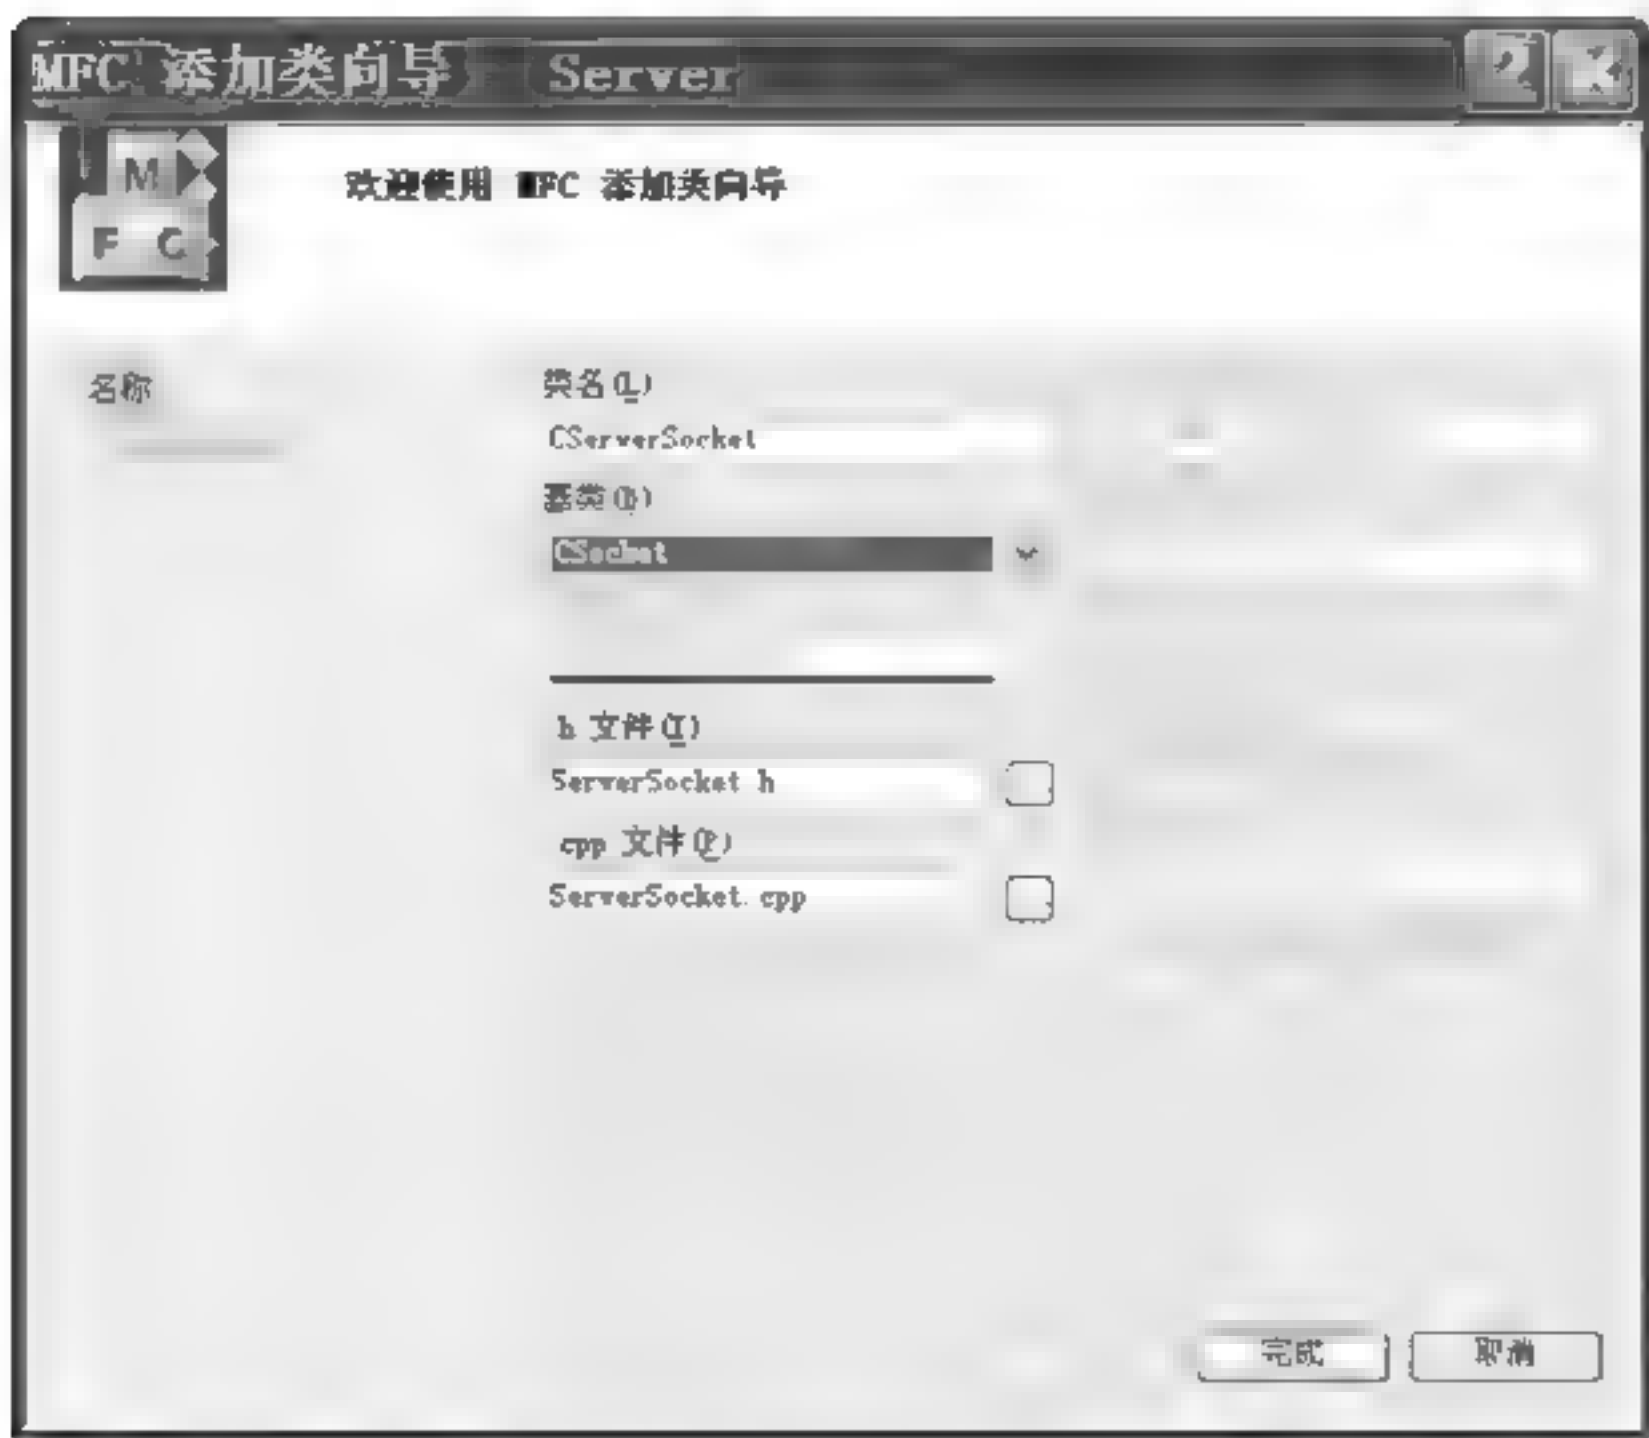 MFC 添加类向导 - Server
M
F C
欢迎使用 MFC 添加类向导
名称
类名(L)
CServerSocket
基类(B)
CSocket
h 文件(I)
ServerSocket h
cpp 文件(P)
ServerSocket.cpp
完成
取消